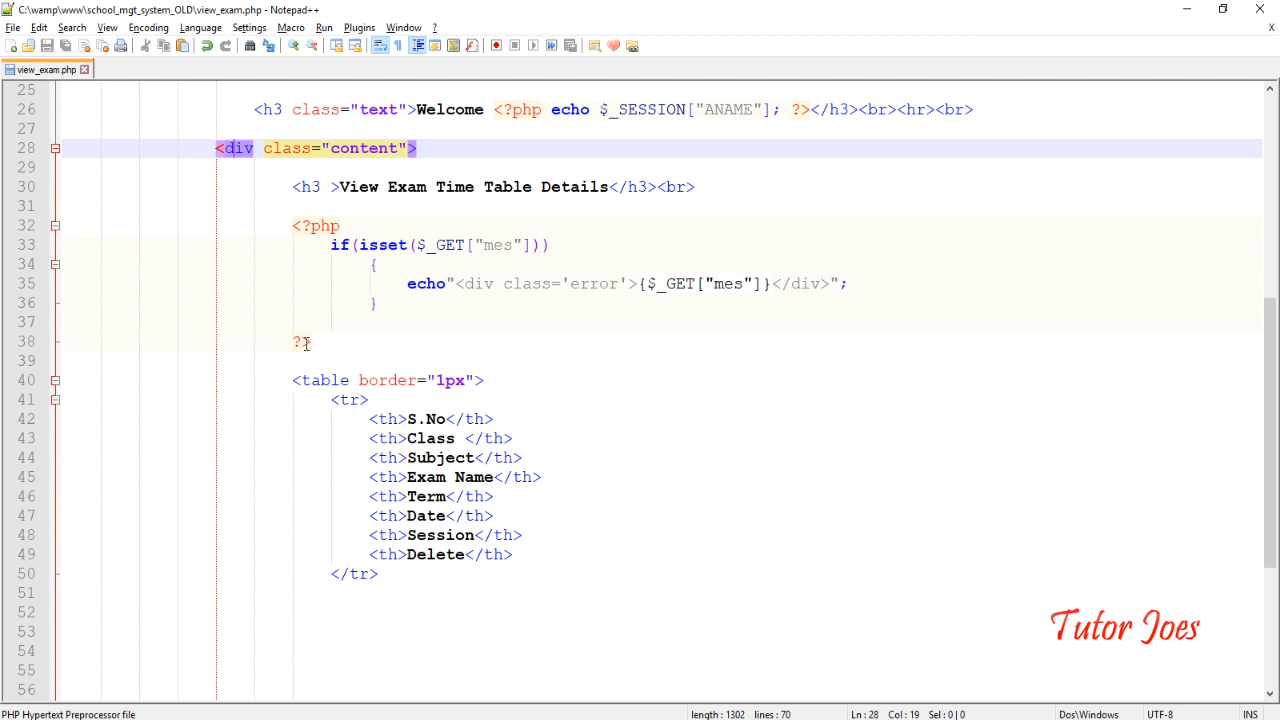 C:\wamp\www\school_mgt_system_OLD\view_exam.php - Notepad++
File Edit Search View Encoding Language Settings Macro Run Plugins Window ?
X
view_exam.php
25
26 <h3 class="text">Welcome <?php echo $_SESSION["ANAME"]; ?></h3><br><hr><br>
27
28 <div class="content">
29
30 <h3 >View Exam Time Table Details</h3><br>
31
32 <?php
33 if(isset($_GET["mes"]))
34 {
35 echo"<div class='error'>{$_GET["mes"]}</div>";
36 }
37
38 ?>
39
40 <table border="1px">
41 <tr>
42 <th>S.No</th>
43 <th>Class </th>
44 <th>Subject</th>
45 <th>Exam Name</th>
46 <th>Term</th>
47 <th>Date</th>
48 <th>Session</th>
49 <th>Delete</th>
50 </tr>
51
52
53
54
55
56
Tutor Joes
PHP Hypertext Preprocessor file length : 1302 lines : 70 Ln : 28 Col : 19 Sel : 0 | 0 Dos\Windows UTF-8 INS